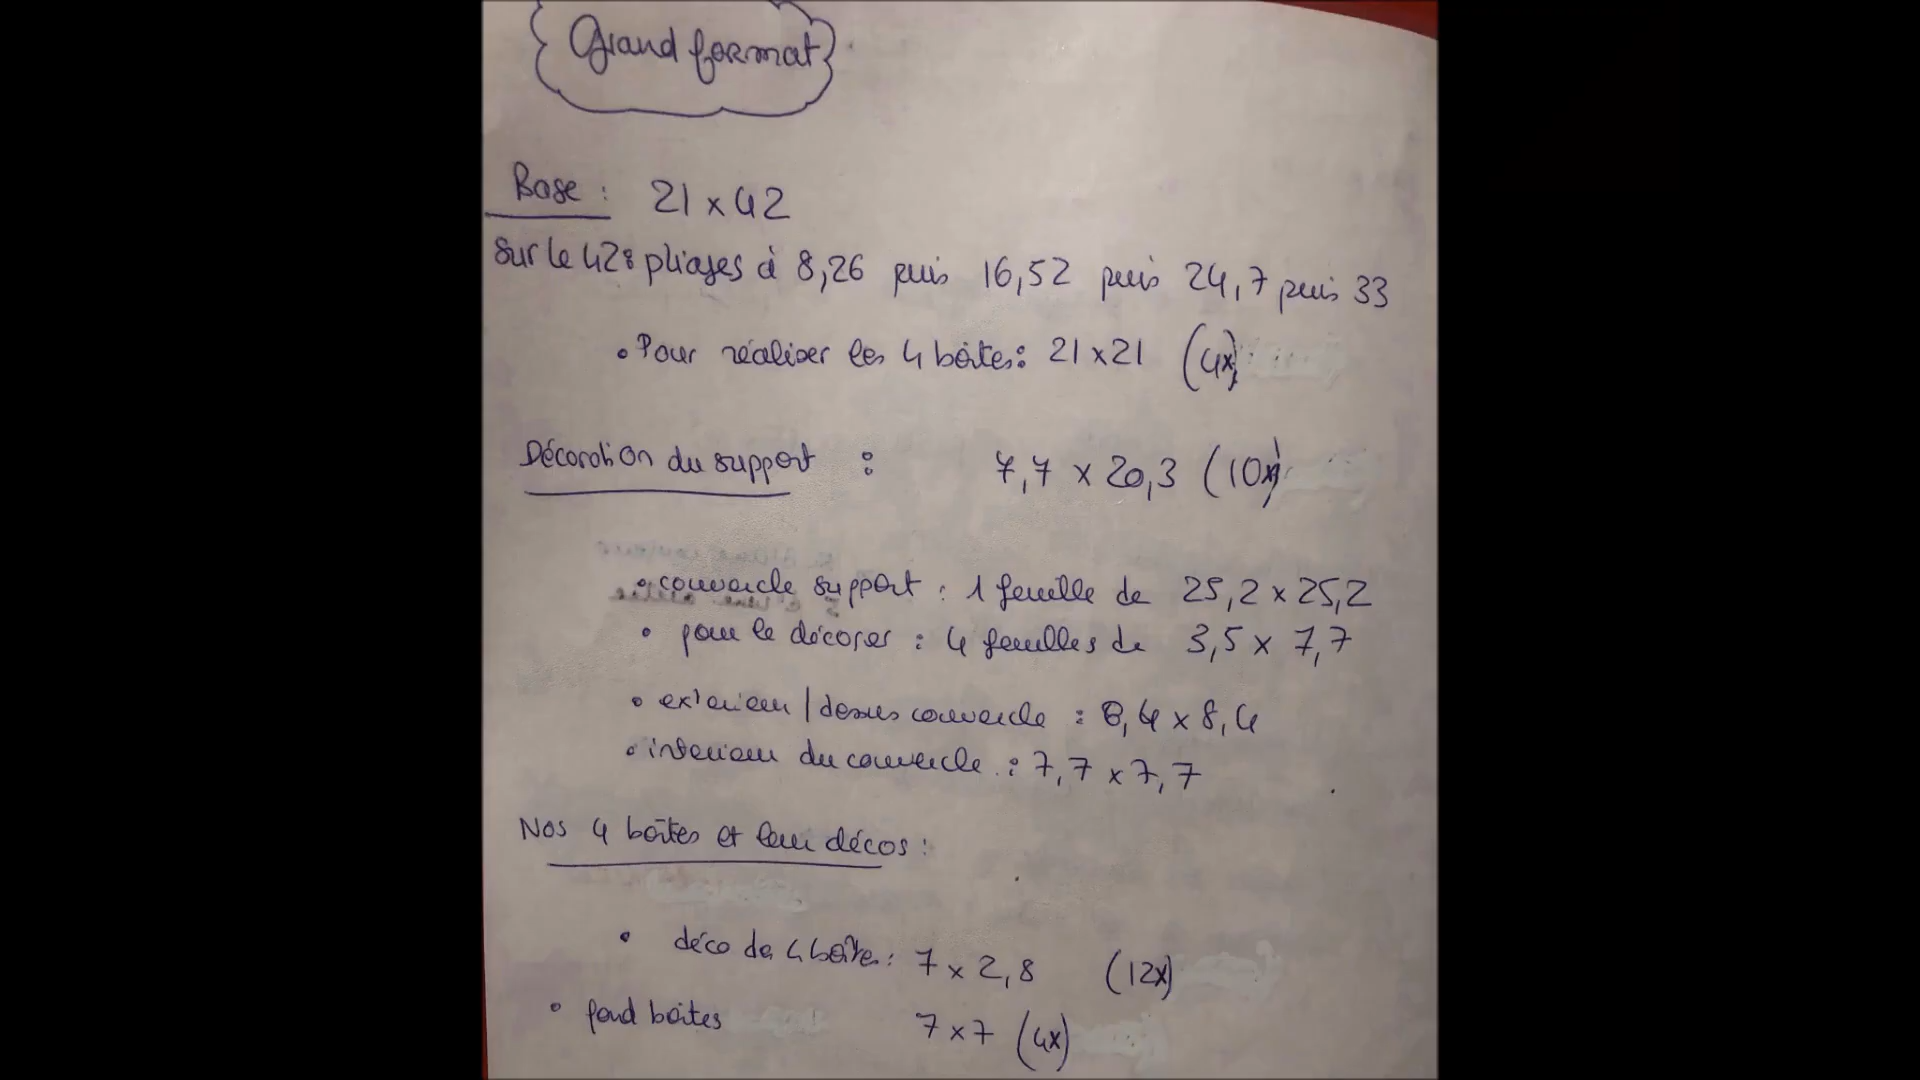 Grand format
Base : 21 x 42
Sur le 42 : pliages à 8,26 puis 16,52 puis 24,7 puis 33
• Pour réaliser les 4 boîtes : 21 x 21 (4x)
Décoration du support : 7,7 x 20,3 (10x)
• couvercle support : 1 feuille de 25,2 x 25,2
• pour le décorer : 4 feuilles de 3,5 x 7,7
• exterieur / dessus couvercle : 8,4 x 8,4
• interieur du couvercle : 7,7 x 7,7
Nos 4 boîtes et leur décos :
• déco des 4 boîtes : 7 x 2,8 (12x)
• fond boîtes 7 x 7 (4x)